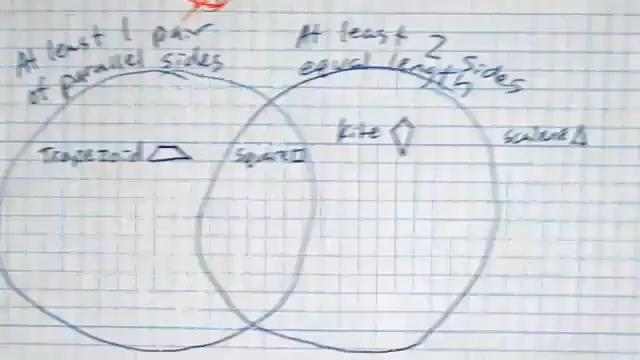 At least 1 pair
of parallel sides
At least 2
equal length sides
Trapezoid
Square
Kite
Scalene